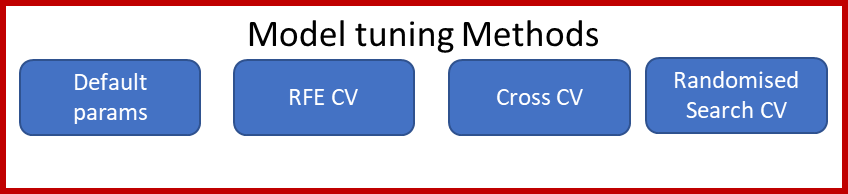 Model tuning Methods
Default
params
RFE CV
Cross CV
Randomised
Search CV